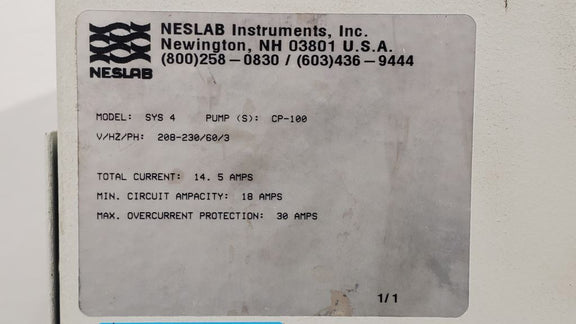 NESLAB Instruments, Inc.
Newington, NH 03801 U.S.A.
(800)258-0830 / (603)436-9444
NESLAB
MODEL: SYS 4 PUMP (S): CP-100
V/HZ/PH: 208-230/60/3
TOTAL CURRENT: 14. 5 AMPS
MIN. CIRCUIT AMPACITY: 18 AMPS
MAX. OVERCURRENT PROTECTION: 30 AMPS
1/1